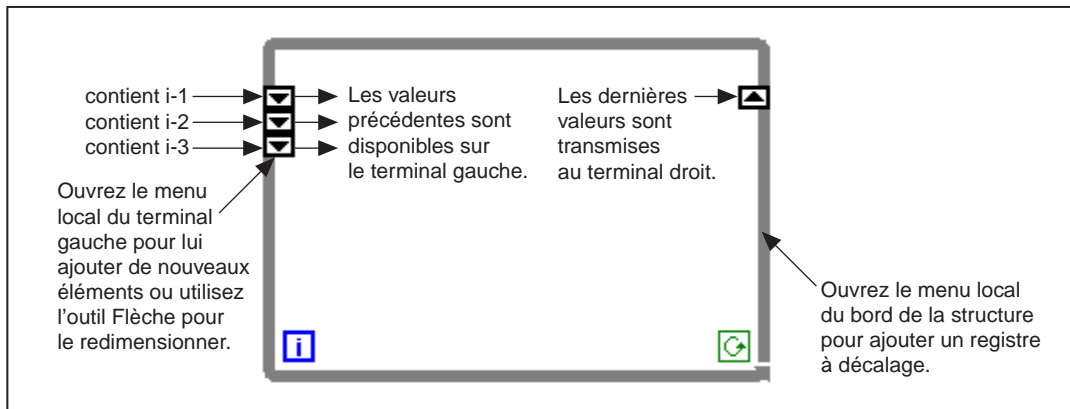 contient i-1
contient i-2
contient i-3
Les valeurs
précédentes sont
disponibles sur
le terminal gauche.
Les dernières
valeurs sont
transmises
au terminal droit.
Ouvrez le menu
local du terminal
gauche pour lui
ajouter de nouveaux
éléments ou utilisez
l'outil Flèche pour
le redimensionner.
i
Ouvrez le menu local
du bord de la structure
pour ajouter un registre
à décalage.